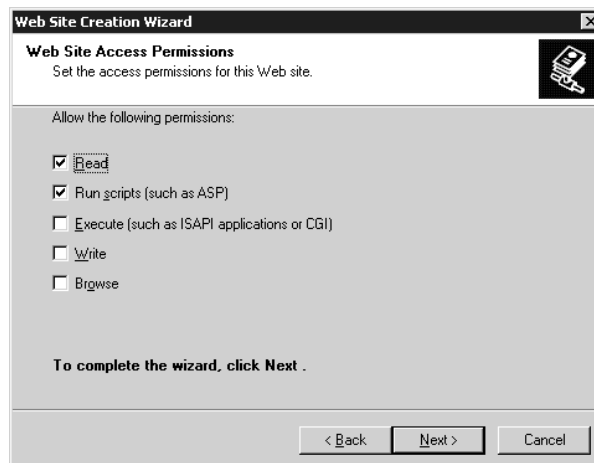 Web Site Creation Wizard
Web Site Access Permissions
Set the access permissions for this Web site.
Allow the following permissions:
Read
Run scripts (such as ASP)
Execute (such as ISAPI applications or CGI)
Write
Browse
To complete the wizard, click Next .
< Back Next > Cancel